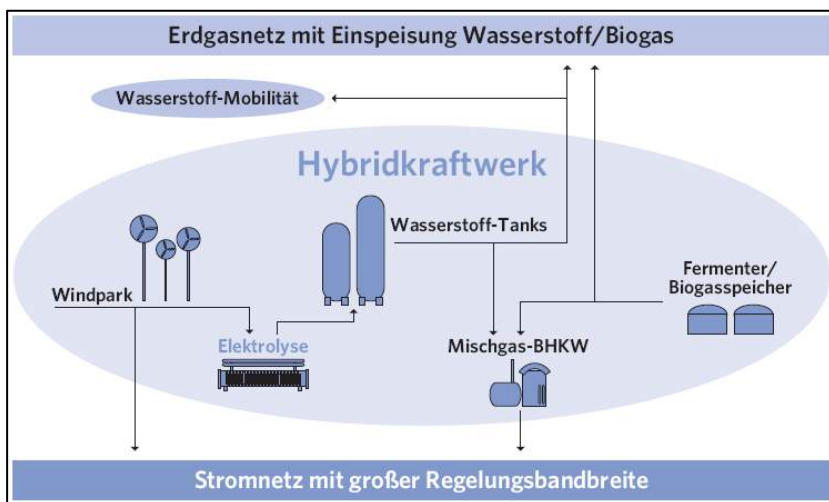 Erdgasnetz mit Einspeisung Wasserstoff/Biogas
Wasserstoff-Mobilität
Hybridkraftwerk
Wasserstoff-Tanks
Windpark
Fermenter/
Biogasspeicher
Elektrolyse
Mischgas-BHKW
Stromnetz mit großer Regelungsbandbreite